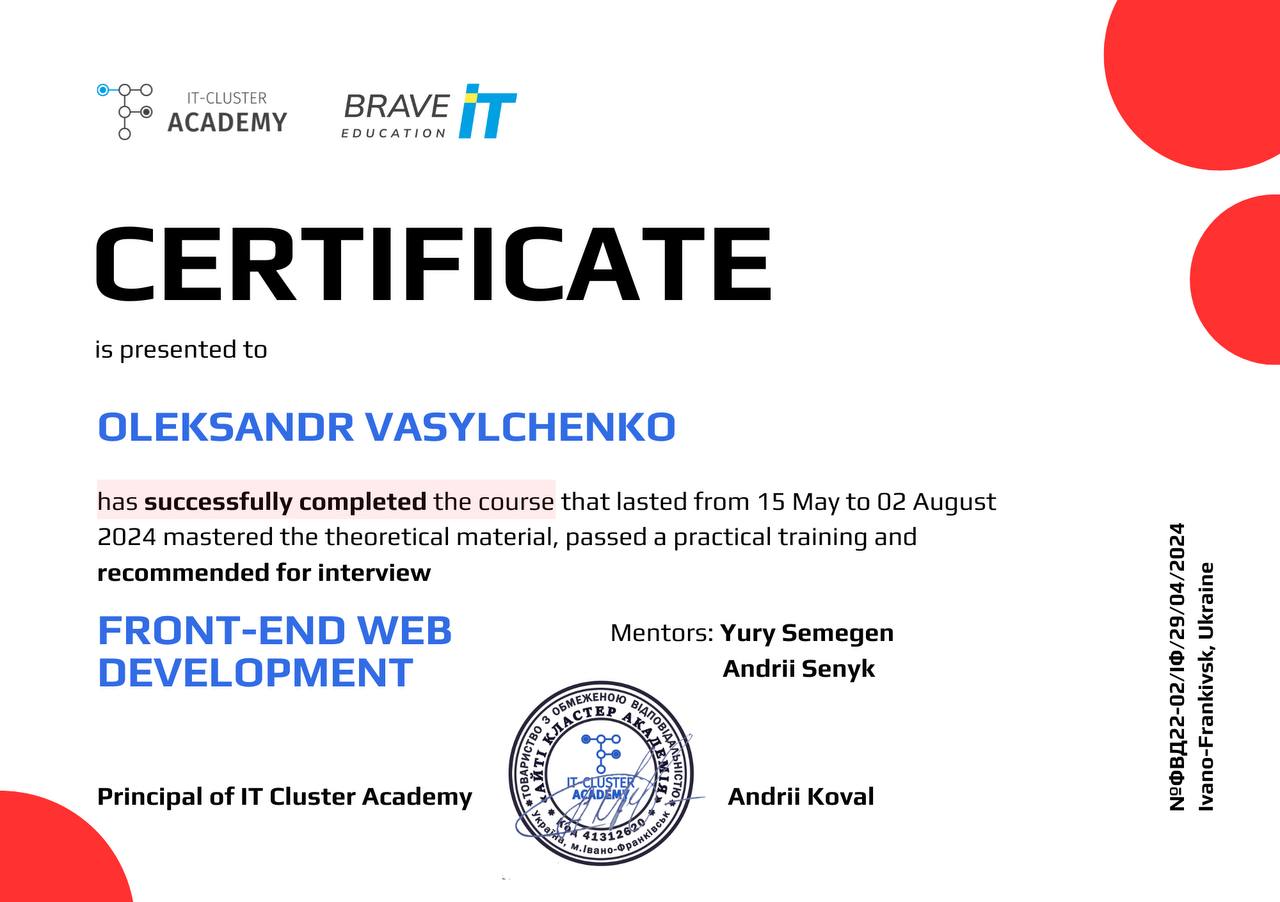 IT-CLUSTER
ACADEMY
BRAVE
EDUCATION
iT
CERTIFICATE
is presented to
OLEKSANDR VASYLCHENKO
has successfully completed the course that lasted from 15 May to 02 August
2024 mastered the theoretical material, passed a practical training and
recommended for interview
FRONT-END WEB
DEVELOPMENT
Mentors: Yury Semegen
Andrii Senyk
Principal of IT Cluster Academy
ТОВАРИСТВО З ОБМЕЖЕНОЮ ВІДПОВІДАЛЬНІСТЮ
«АЙТІ КЛАСТЕР АКАДЕМІЯ»
IT-CLUSTER
ACADEMY
Код 41312620
Україна, м.Івано-Франківськ
Andrii Koval
№ФВД22-02/ІФ/29/04/2024
Ivano-Frankivsk, Ukraine